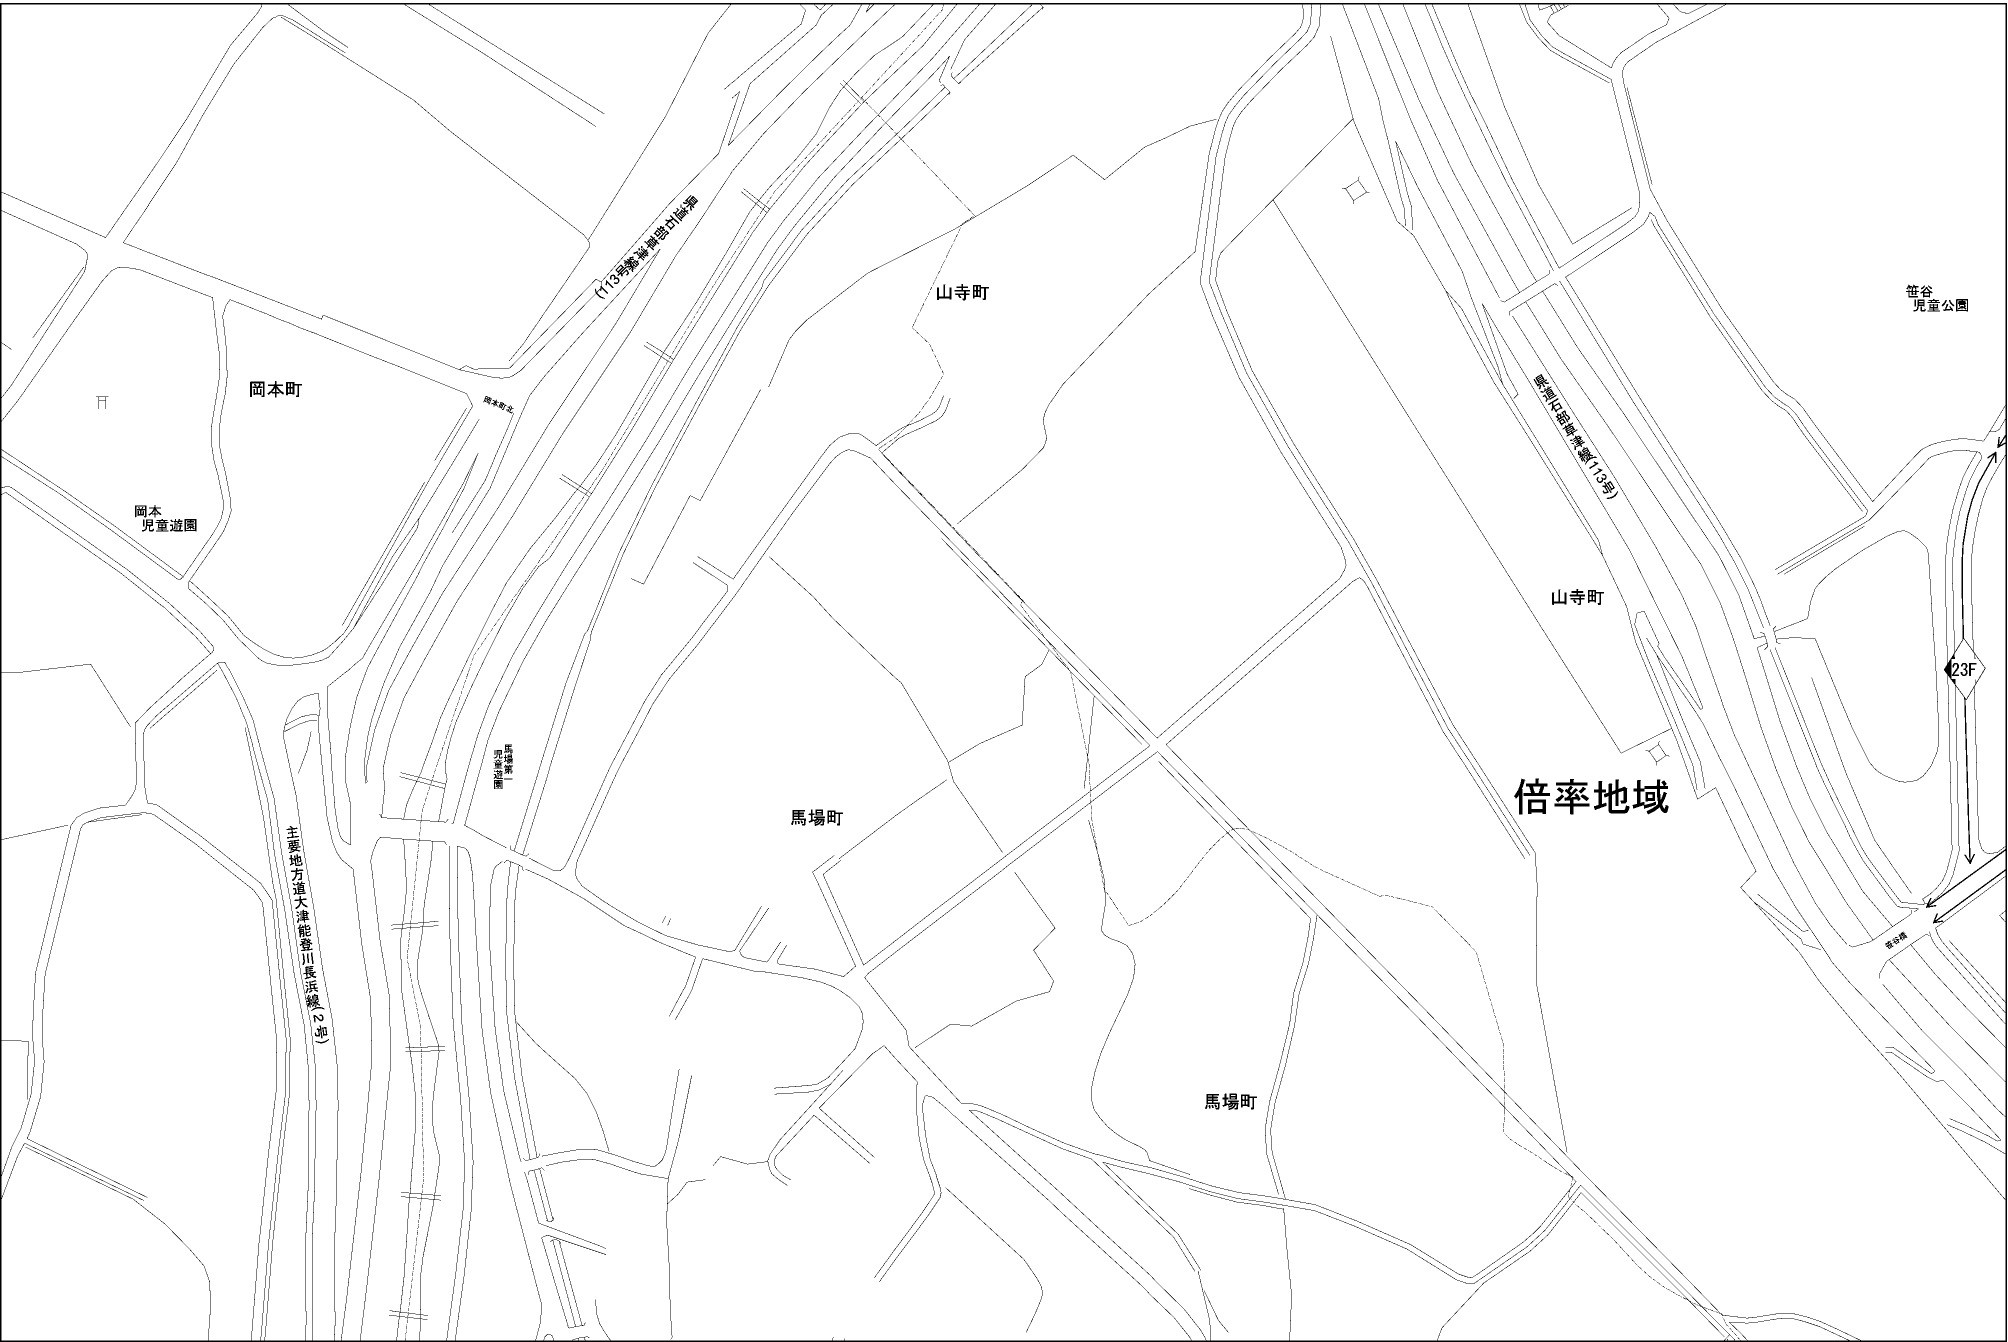 県道石部草津線
(113号)
山寺町
笹谷
児童公園
岡本町
岡本町北
県道石部草津線(113号)
岡本
児童遊園
山寺町
23F
馬場第一
児童遊園
倍率地域
馬場町
主要地方道大津能登川長浜線(2号)
笹谷橋
馬場町